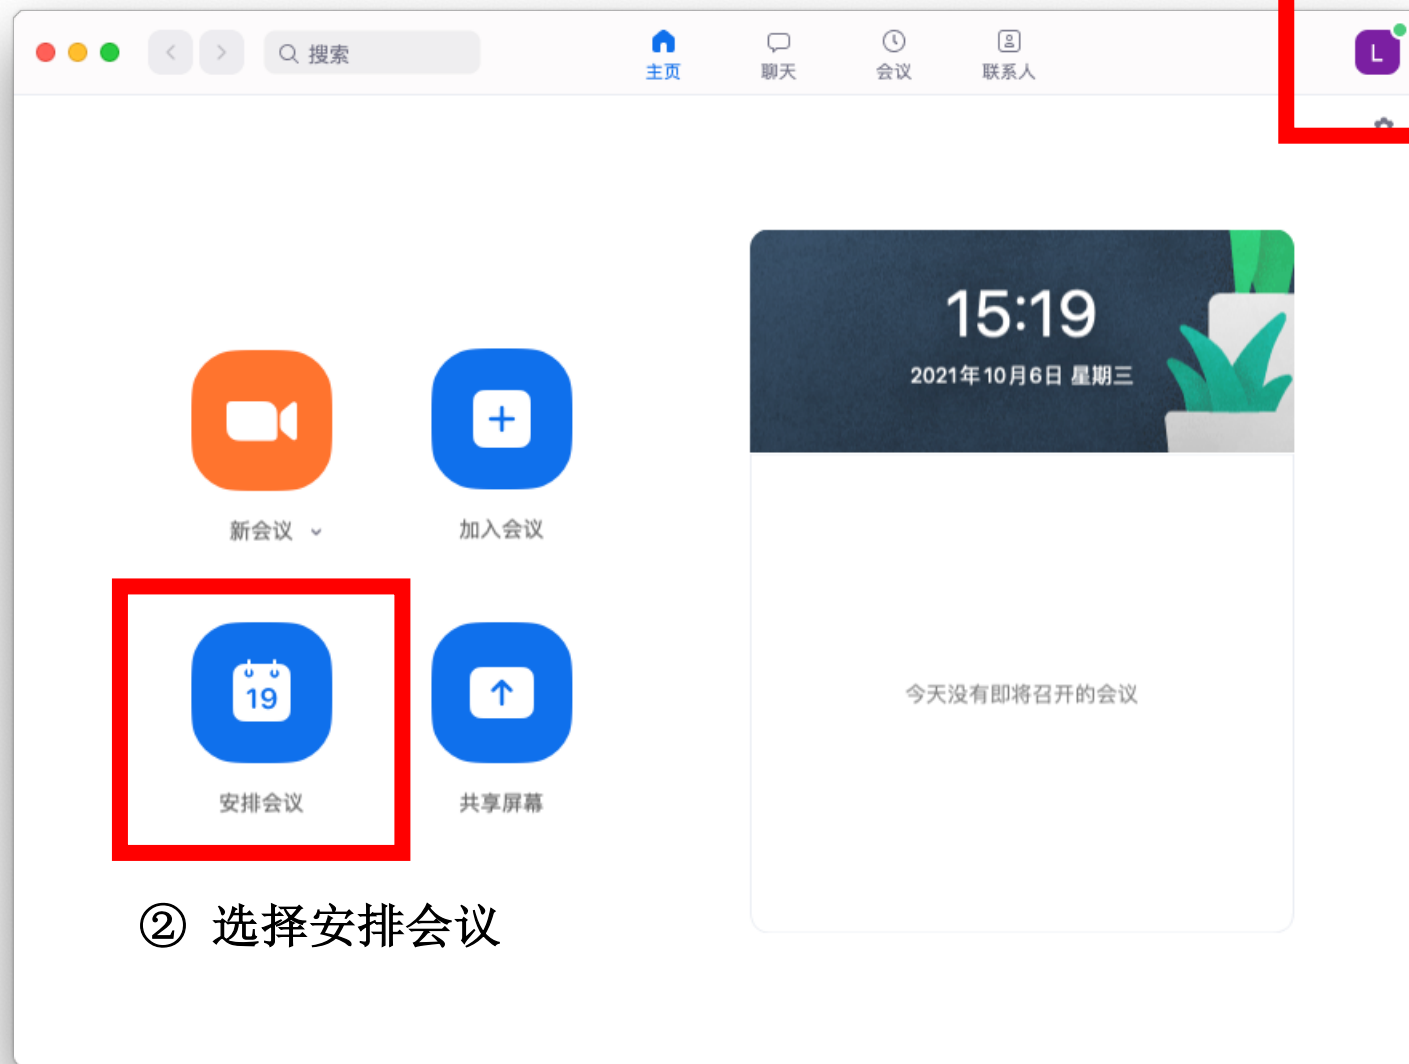 搜索
主页
聊天
会议
联系人
L
15:19
2021年10月6日 星期三
新会议
加入会议
19
安排会议
共享屏幕
今天没有即将召开的会议
② 选择安排会议